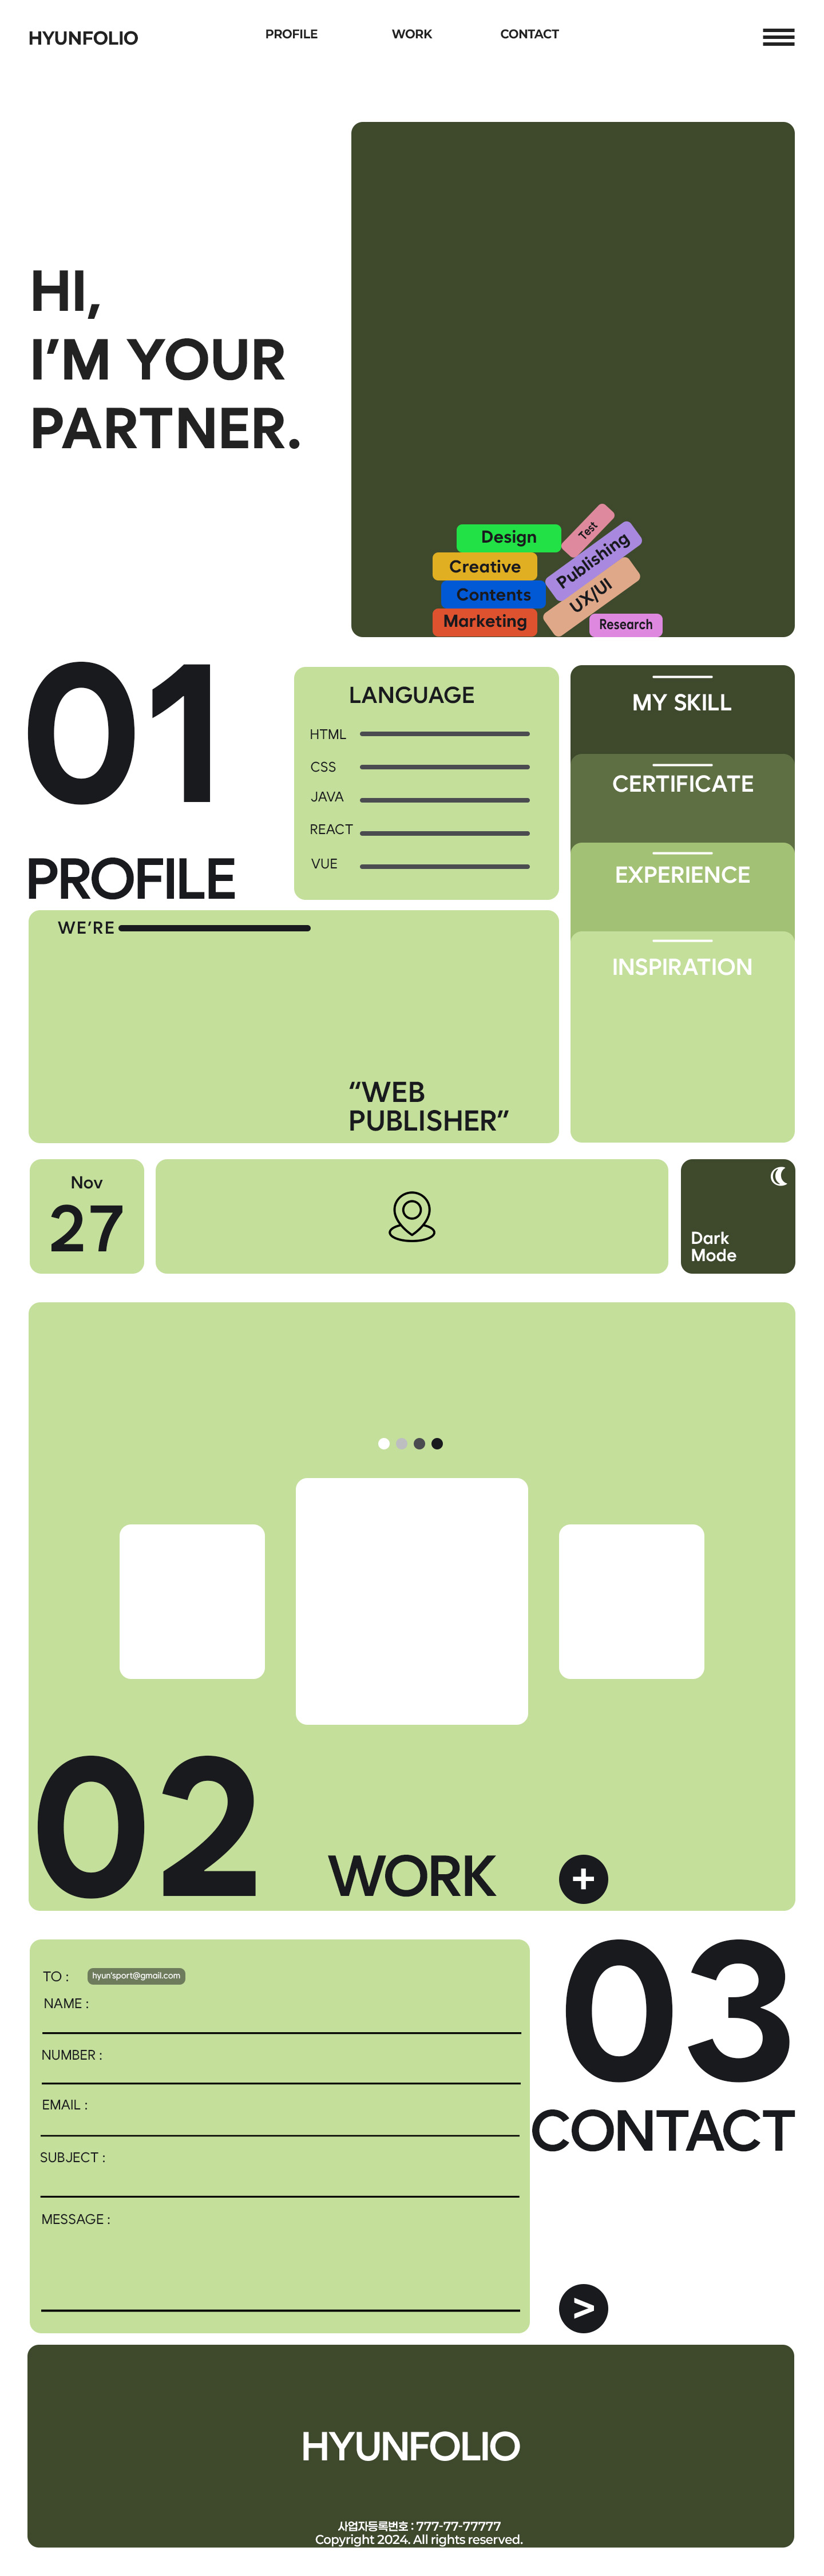 HYUNFOLIO
PROFILE
WORK
CONTACT
HI,
I'M YOUR
PARTNER.
Design
Test
Creative
Publishing
Contents
UX/UI
Marketing
Research
01
PROFILE
LANGUAGE
HTML
CSS
JAVA
REACT
VUE
MY SKILL
CERTIFICATE
EXPERIENCE
INSPIRATION
WE'RE
“WEB
PUBLISHER”
Nov
27
Dark
Mode
02
WORK
+
TO :
hyun'sport@gmail.com
NAME :
NUMBER :
EMAIL :
SUBJECT :
MESSAGE :
03
CONTACT
>
HYUNFOLIO
사업자등록번호 : 777-77-77777
Copyright 2024. All rights reserved.